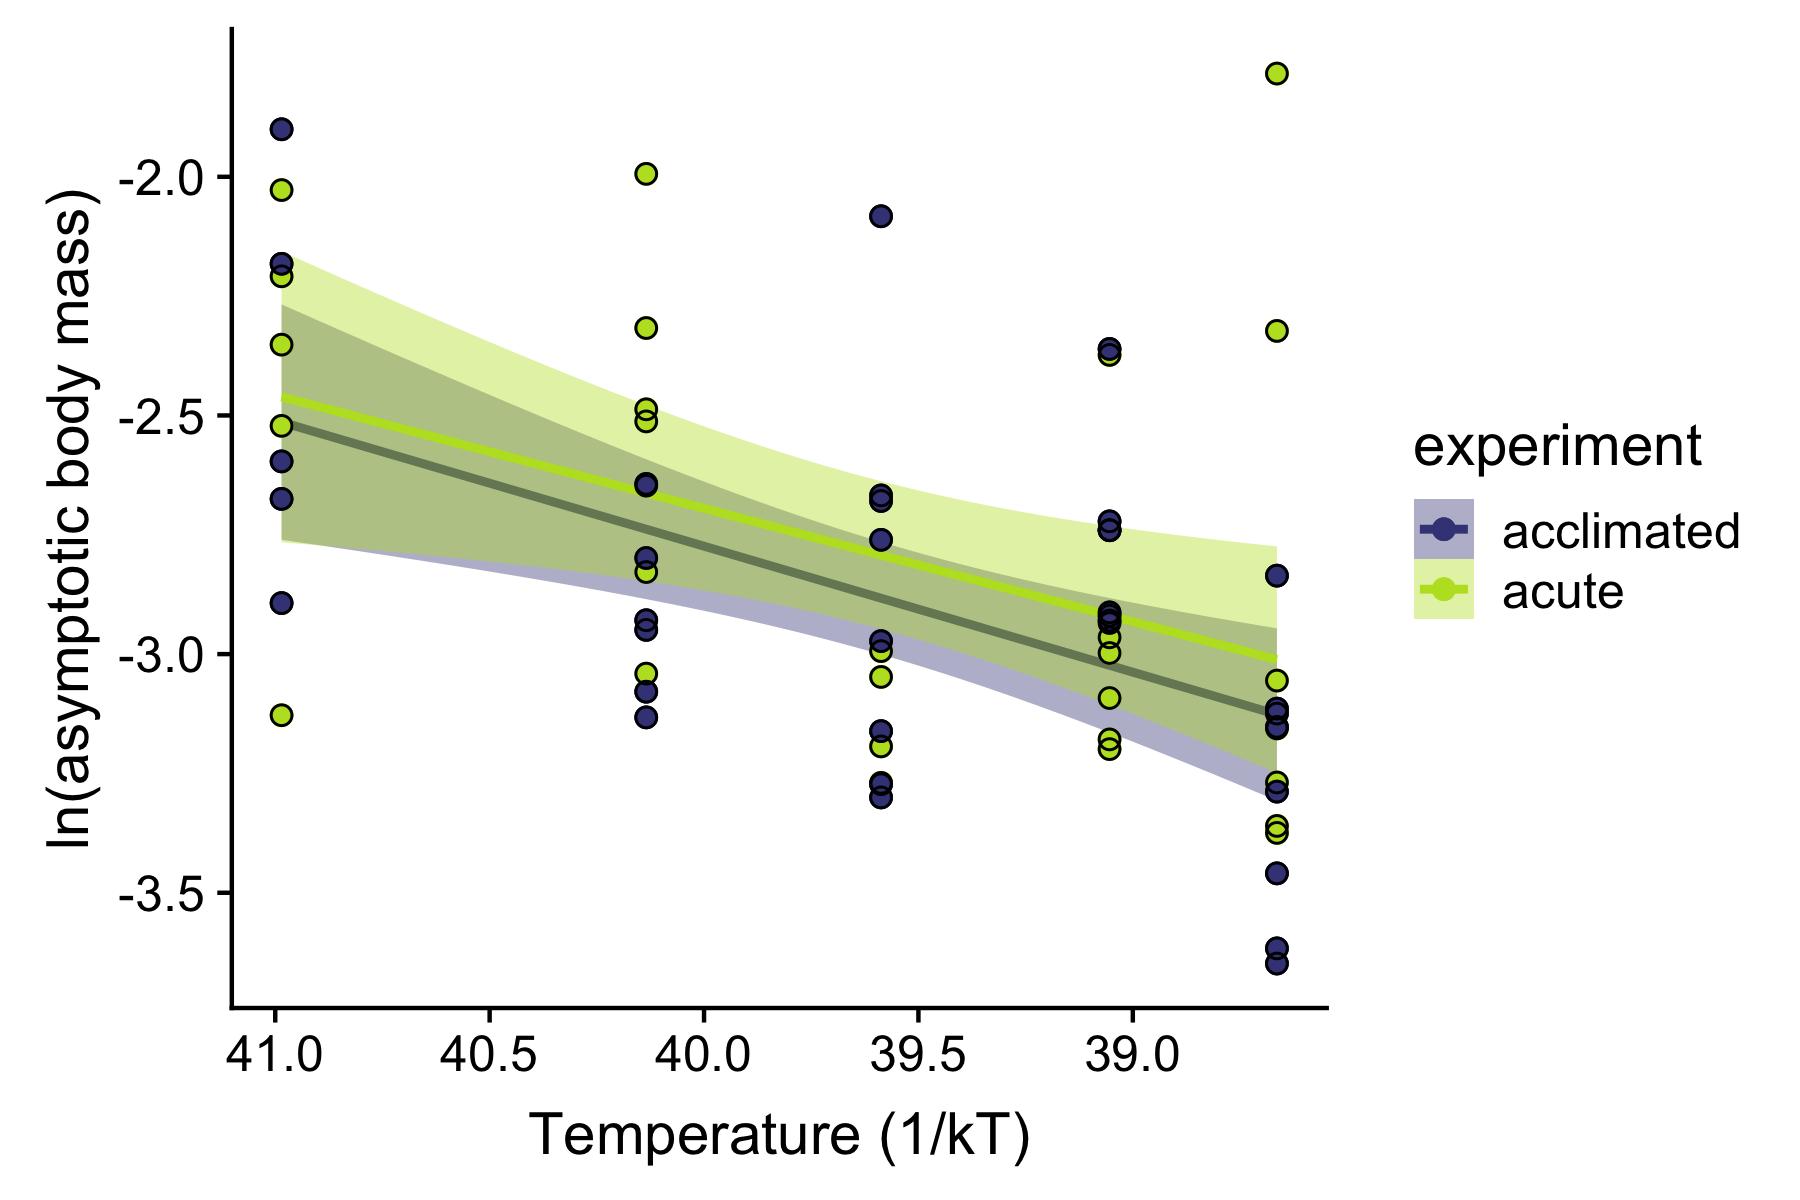 ln(asymptotic body mass)
-2.0
-2.5
-3.0
-3.5
41.0 40.5 40.0 39.5 39.0
Temperature (1/kT)
experiment
acclimated
acute